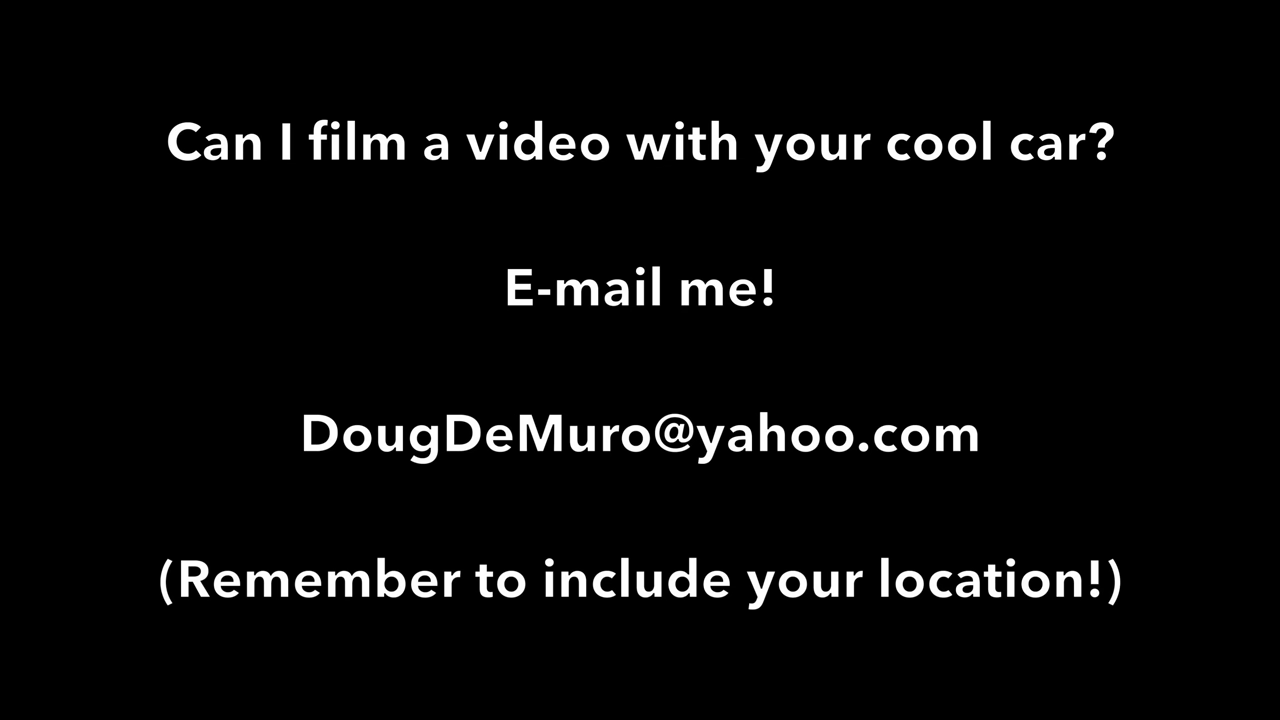 Can I film a video with your cool car?
E-mail me!
DougDeMuro@yahoo.com
(Remember to include your location!)